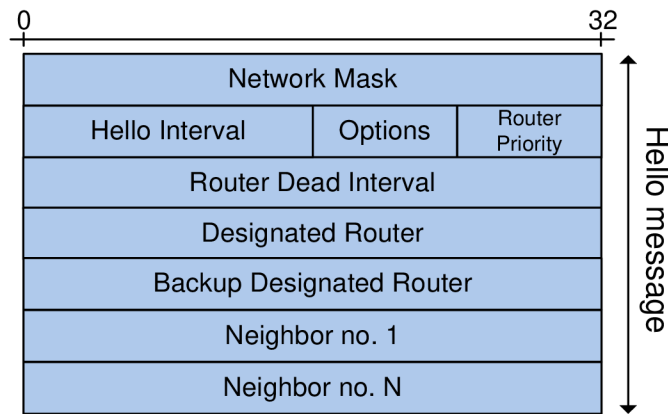 0 32
Network Mask
Hello Interval Options Router
Priority
Router Dead Interval
Designated Router
Backup Designated Router
Neighbor no. 1
Neighbor no. N
Hello message